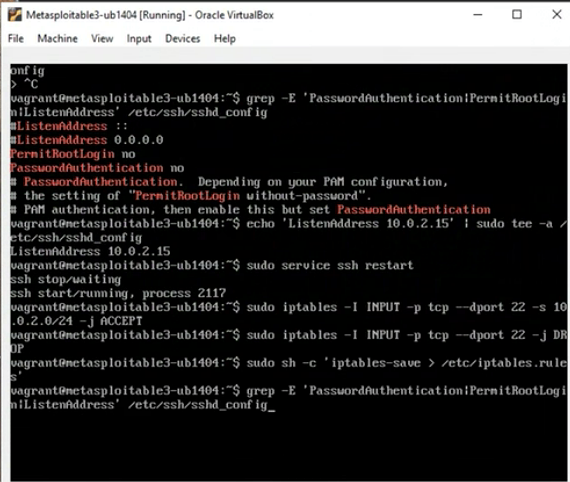 Metasploitable3-ub1404 [Running] - Oracle VirtualBox
File Machine View Input Devices Help
onfig
> ^C
vagrant@metasploitable3-ub1404:~$ grep -E 'PasswordAuthentication|PermitRootLogi
n|ListenAddress' /etc/ssh/sshd_config
#ListenAddress ::
#ListenAddress 0.0.0.0
PermitRootLogin no
PasswordAuthentication no
# PasswordAuthentication.  Depending on your PAM configuration,
# the setting of "PermitRootLogin without-password".
# PAM authentication, then enable this but set PasswordAuthentication
vagrant@metasploitable3-ub1404:~$ echo 'ListenAddress 10.0.2.15' | sudo tee -a /
etc/ssh/sshd_config
ListenAddress 10.0.2.15
vagrant@metasploitable3-ub1404:~$ sudo service ssh restart
ssh stop/waiting
ssh start/running, process 2117
vagrant@metasploitable3-ub1404:~$ sudo iptables -I INPUT -p tcp --dport 22 -s 10
.0.2.0/24 -j ACCEPT
vagrant@metasploitable3-ub1404:~$ sudo iptables -I INPUT -p tcp --dport 22 -j DR
OP
vagrant@metasploitable3-ub1404:~$ sudo sh -c 'iptables-save > /etc/iptables.rule
s'
vagrant@metasploitable3-ub1404:~$ grep -E 'PasswordAuthentication|PermitRootLogi
n|ListenAddress' /etc/ssh/sshd_config_